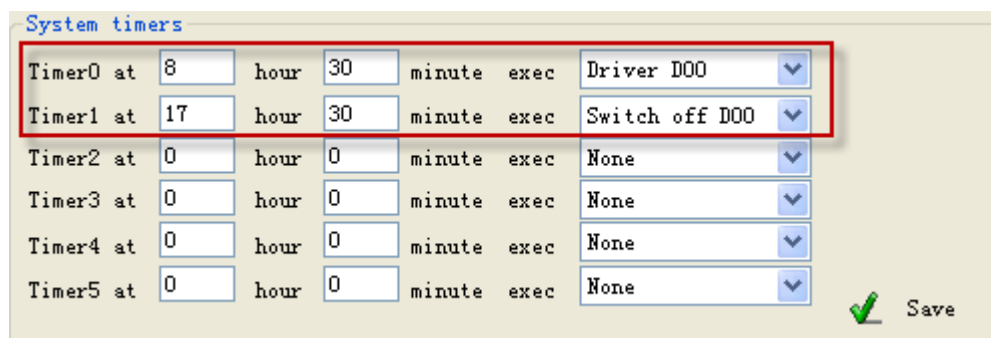 System timers
Timer0 at 8 hour 30 minute exec Driver DO0
Timer1 at 17 hour 30 minute exec Switch off DO0
Timer2 at 0 hour 0 minute exec None
Timer3 at 0 hour 0 minute exec None
Timer4 at 0 hour 0 minute exec None
Timer5 at 0 hour 0 minute exec None
Save